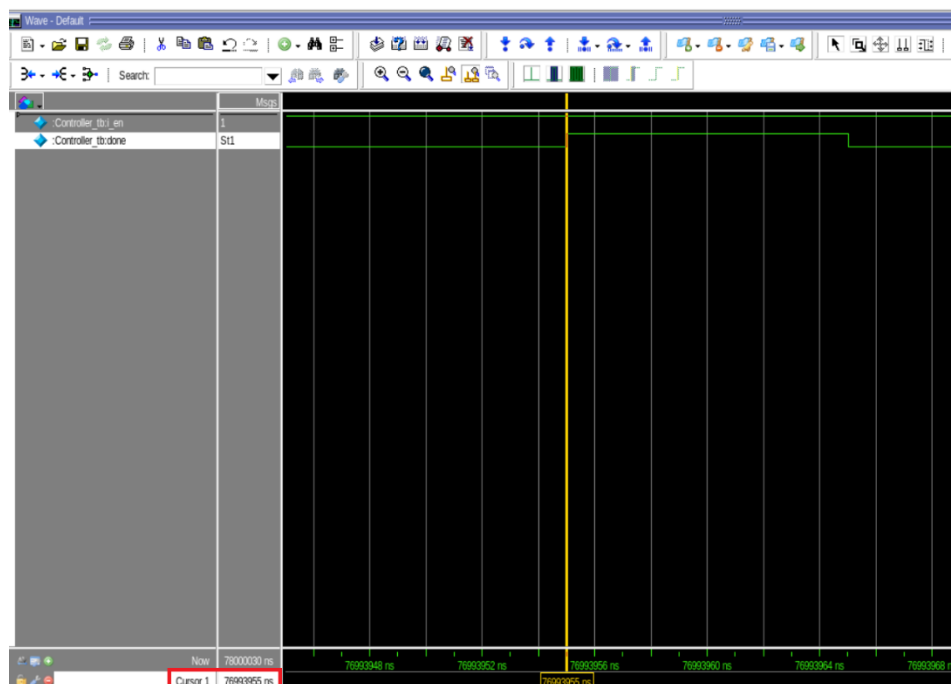 Wave - Default
Search:
Msgs
:Controller_tb:i_en 1
:Controller_tb:done St1
Now 78000030 ns
76993948 ns 76993952 ns 76993956 ns 76993960 ns 76993964 ns 76993968 n
Cursor 1 76993955 ns 76993955 ns